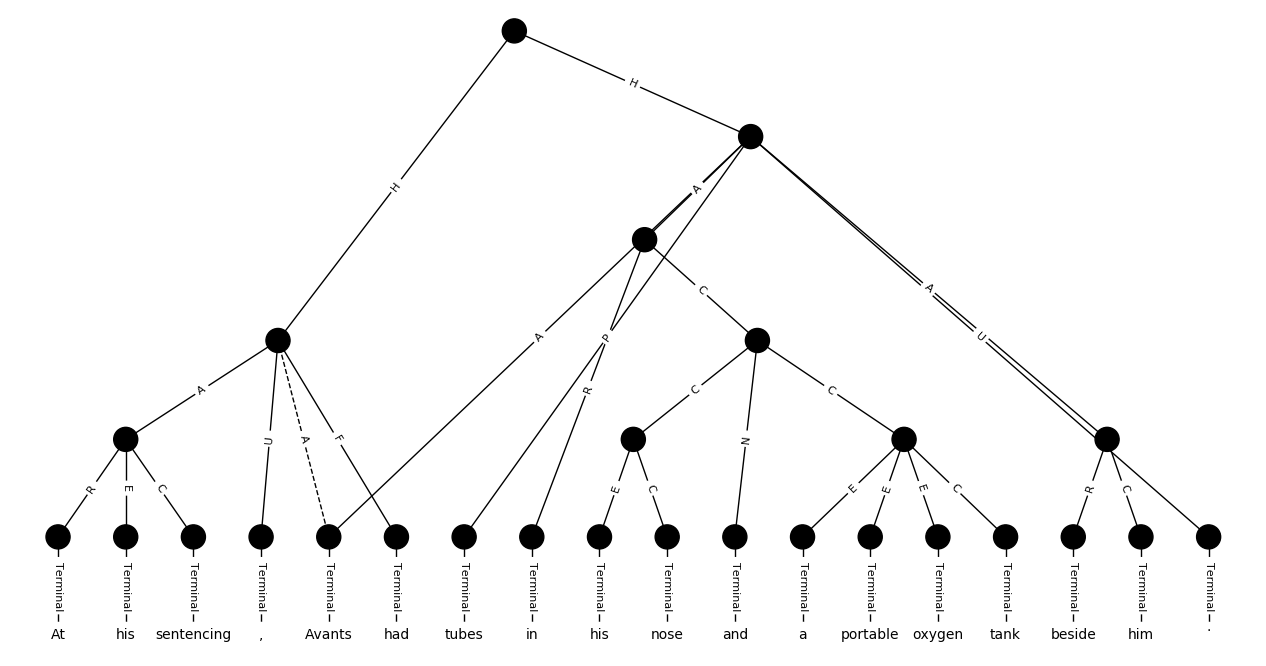 H
H
A
H
A
C
A
U
P
A
R
C
C
A
U
A
F
N
R
E
C
E
C
E
E
E
C
R
C
Terminal Terminal Terminal Terminal Terminal Terminal Terminal Terminal Terminal Terminal Terminal Terminal Terminal Terminal Terminal Terminal Terminal Terminal
At his sentencing , Avants had tubes in his nose and a portable oxygen tank beside him .